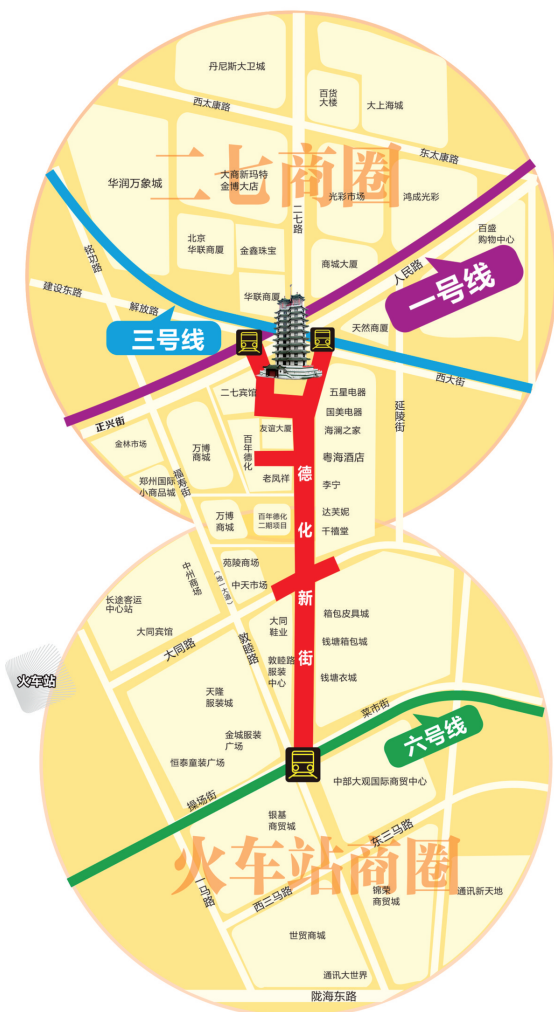 丹尼斯大卫城
百货
大楼
大上海城
西太康路
东太康路
二七商圈
华润万象城
大商新玛特
金博大店
二七路
光彩市场
鸿成光彩
百盛
购物中心
铭功路
北京
华联商厦
金鑫珠宝
商城大厦
人民路
一号线
建设东路
解放路
华联商厦
三号线
天然商厦
西大街
正兴街
二七宾馆
五星电器
国美电器
延陵街
金林市场
万博
商城
百年德化
友谊大厦
海澜之家
粤海酒店
郑州国际
小商品城
福寿街
老凤祥
李宁
德化新街
万博
商城
百年德化
二期项目
达芙妮
千禧堂
中州商场
苑陵商场
中天市场
长途客运
中心站
大同宾馆
大同路
敦睦路
大同
鞋业
箱包皮具城
钱塘箱包城
火车站
敦睦路
服装
中心
钱塘衣城
天隆
服装城
菜市街
六号线
金城服装
广场
恒泰童装广场
操场街
中部大观国际商贸中心
银基
商贸城
东三马路
火车站商圈
一马路
西三马路
锦荣
商贸城
通讯新天地
世贸商城
通讯大世界
陇海东路